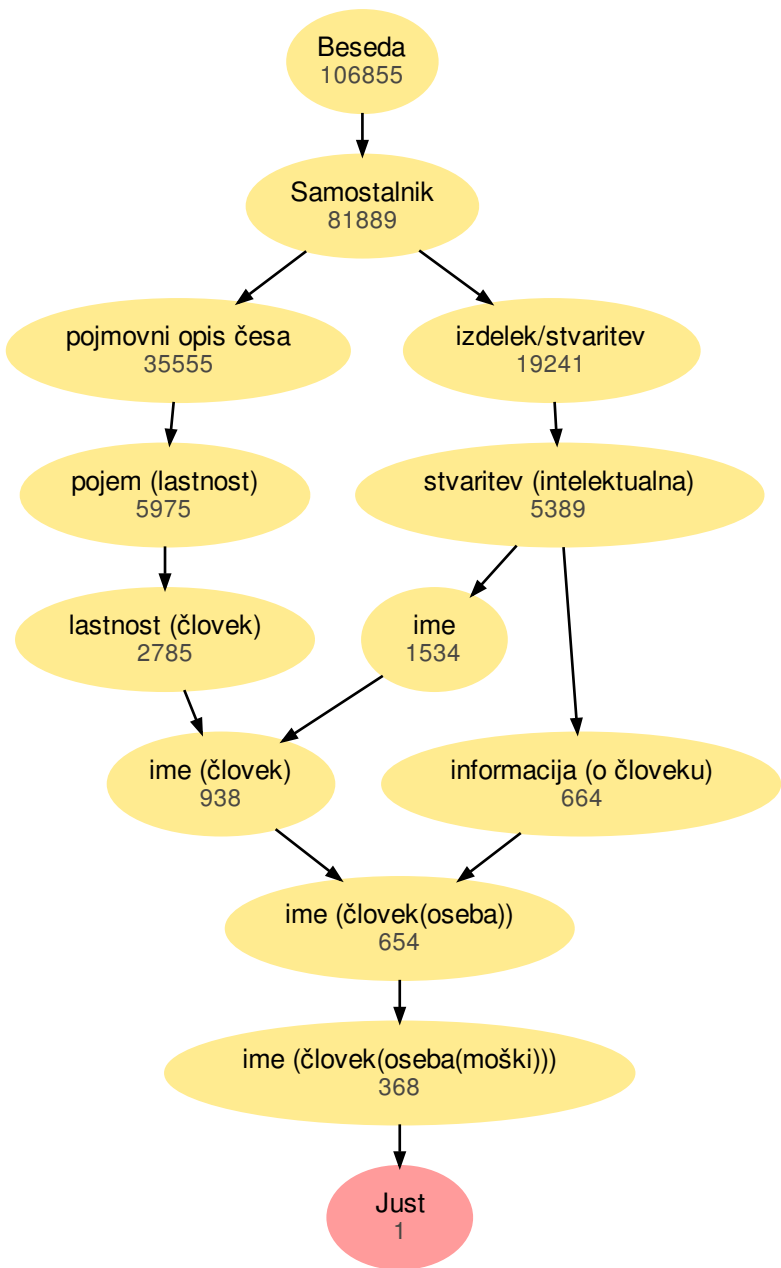 Beseda
106855
Samostalnik
81889
pojmovni opis česa
35555
izdelek/stvaritev
19241
pojem (lastnost)
5975
stvaritev (intelektualna)
5389
lastnost (človek)
2785
ime
1534
ime (človek)
938
informacija (o človeku)
664
ime (človek(oseba))
654
ime (človek(oseba(moški)))
368
Just
1